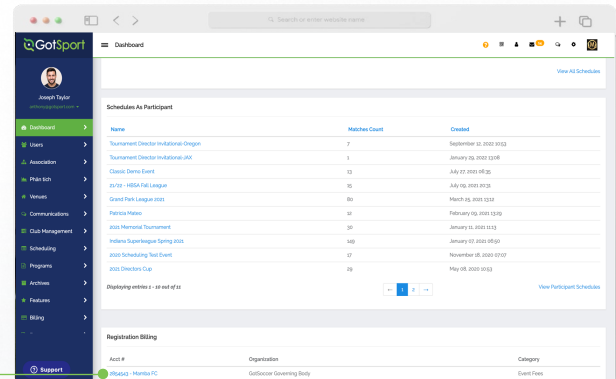 Search or enter website name
GotSport
Dashboard
View All Schedules
Joseph Taylor
Dashboard
Users
Association
Phân tích
Venues
Communications
Club Management
Scheduling
Programs
Archives
Features
Billing
Support
Schedules As Participant
Name Matches Count Created
Tournament Director Invitational-Oregon 7 September 12, 2022 10:53
Tournament Director Invitational-JAX 1 January 29, 2022 13:08
Classic Demo Event 13 July 27, 2021 06:35
21/22 - HBSA Fall League 15 July 09, 2021 20:31
Grand Park League 2021 80 March 25, 2021 13:12
Patricia Mateo 12 February 09, 2021 13:29
2021 Memorial Tournament 30 January 11, 2021 11:13
Indiana Superleague Spring 2021 149 January 07, 2021 06:50
2020 Scheduling Test Event 17 November 18, 2020 07:07
2021 Directors Cup 29 May 08, 2020 10:53
Displaying entries 1 - 10 out of 11
← 1 2 →
View Participant Schedules
Registration Billing
Acct # Organization Category
2854543 - Mamba FC GotSoccer Governing Body Event Fees